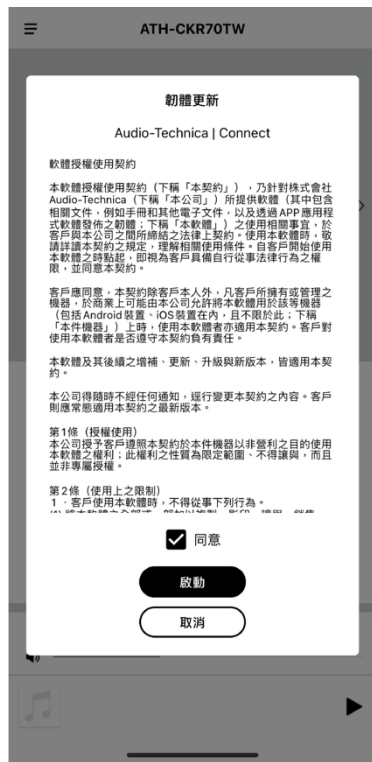 ATH-CKR70TW
韌體更新
Audio-Technica | Connect
軟體授權使用契約
本軟體授權使用契約（下稱「本契約」），乃針對株式會社
Audio-Technica（下稱「本公司」）所提供軟體（其中包含
相關文件，例如手冊和其他電子文件，以及透過APP應用程
式軟體發佈之韌體；下稱「本軟體」）之使用相關事宜，於
客戶與本公司之間所締結之法律上契約。使用本軟體時，敬
請詳讀本契約之規定，理解相關使用條件。自客戶開始使用
本軟體之時點起，即視為客戶具備自行從事法律行為之權
限，並同意本契約。
客戶應同意，本契約除客戶本人外，凡客戶所擁有或管理之
機器，於商業上可能由本公司允許將本軟體用於該等機器
（包括Android裝置、iOS裝置在內，且不限於此；下稱
「本件機器」）上時，使用本軟體者亦適用本契約。客戶對
使用本軟體者是否遵守本契約負有責任。
本軟體及其後續之增補、更新、升級與新版本，皆適用本契
約。
本公司得隨時不經任何通知，逕行變更本契約之內容。客戶
則應常態適用本契約之最新版本。
第1條（授權使用）
本公司授予客戶遵照本契約於本件機器以非營利之目的使用
本軟體之權利；此權利之性質為限定範圍、不得讓與，而且
並非專屬授權。
第2條（使用上之限制）
1．客戶使用本軟體時，不得從事下列行為。
同意
啟動
取消